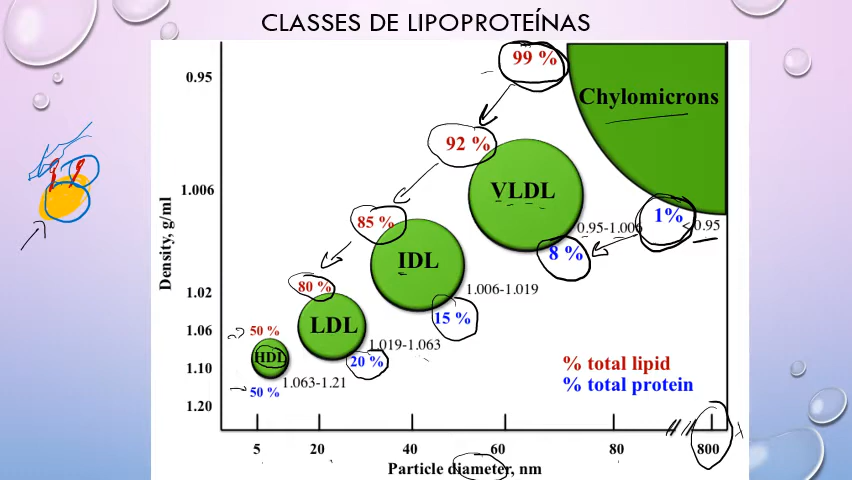 CLASES DE LIPOPROTEÍNAS
99 %
0.95
Chylomicrons
92 %
1.006
VLDL
1%
85 %
0.95-1.006
<0.95
8 %
IDL
Density, g/ml
80 %
1.006-1.019
1.02
15 %
LDL
1.06
50 %
1.019-1.063
HDL
20 %
% total lipid
1.10
1.063-1.21
% total protein
50 %
1.20
5 20 40 60 80 800
Particle diameter, nm